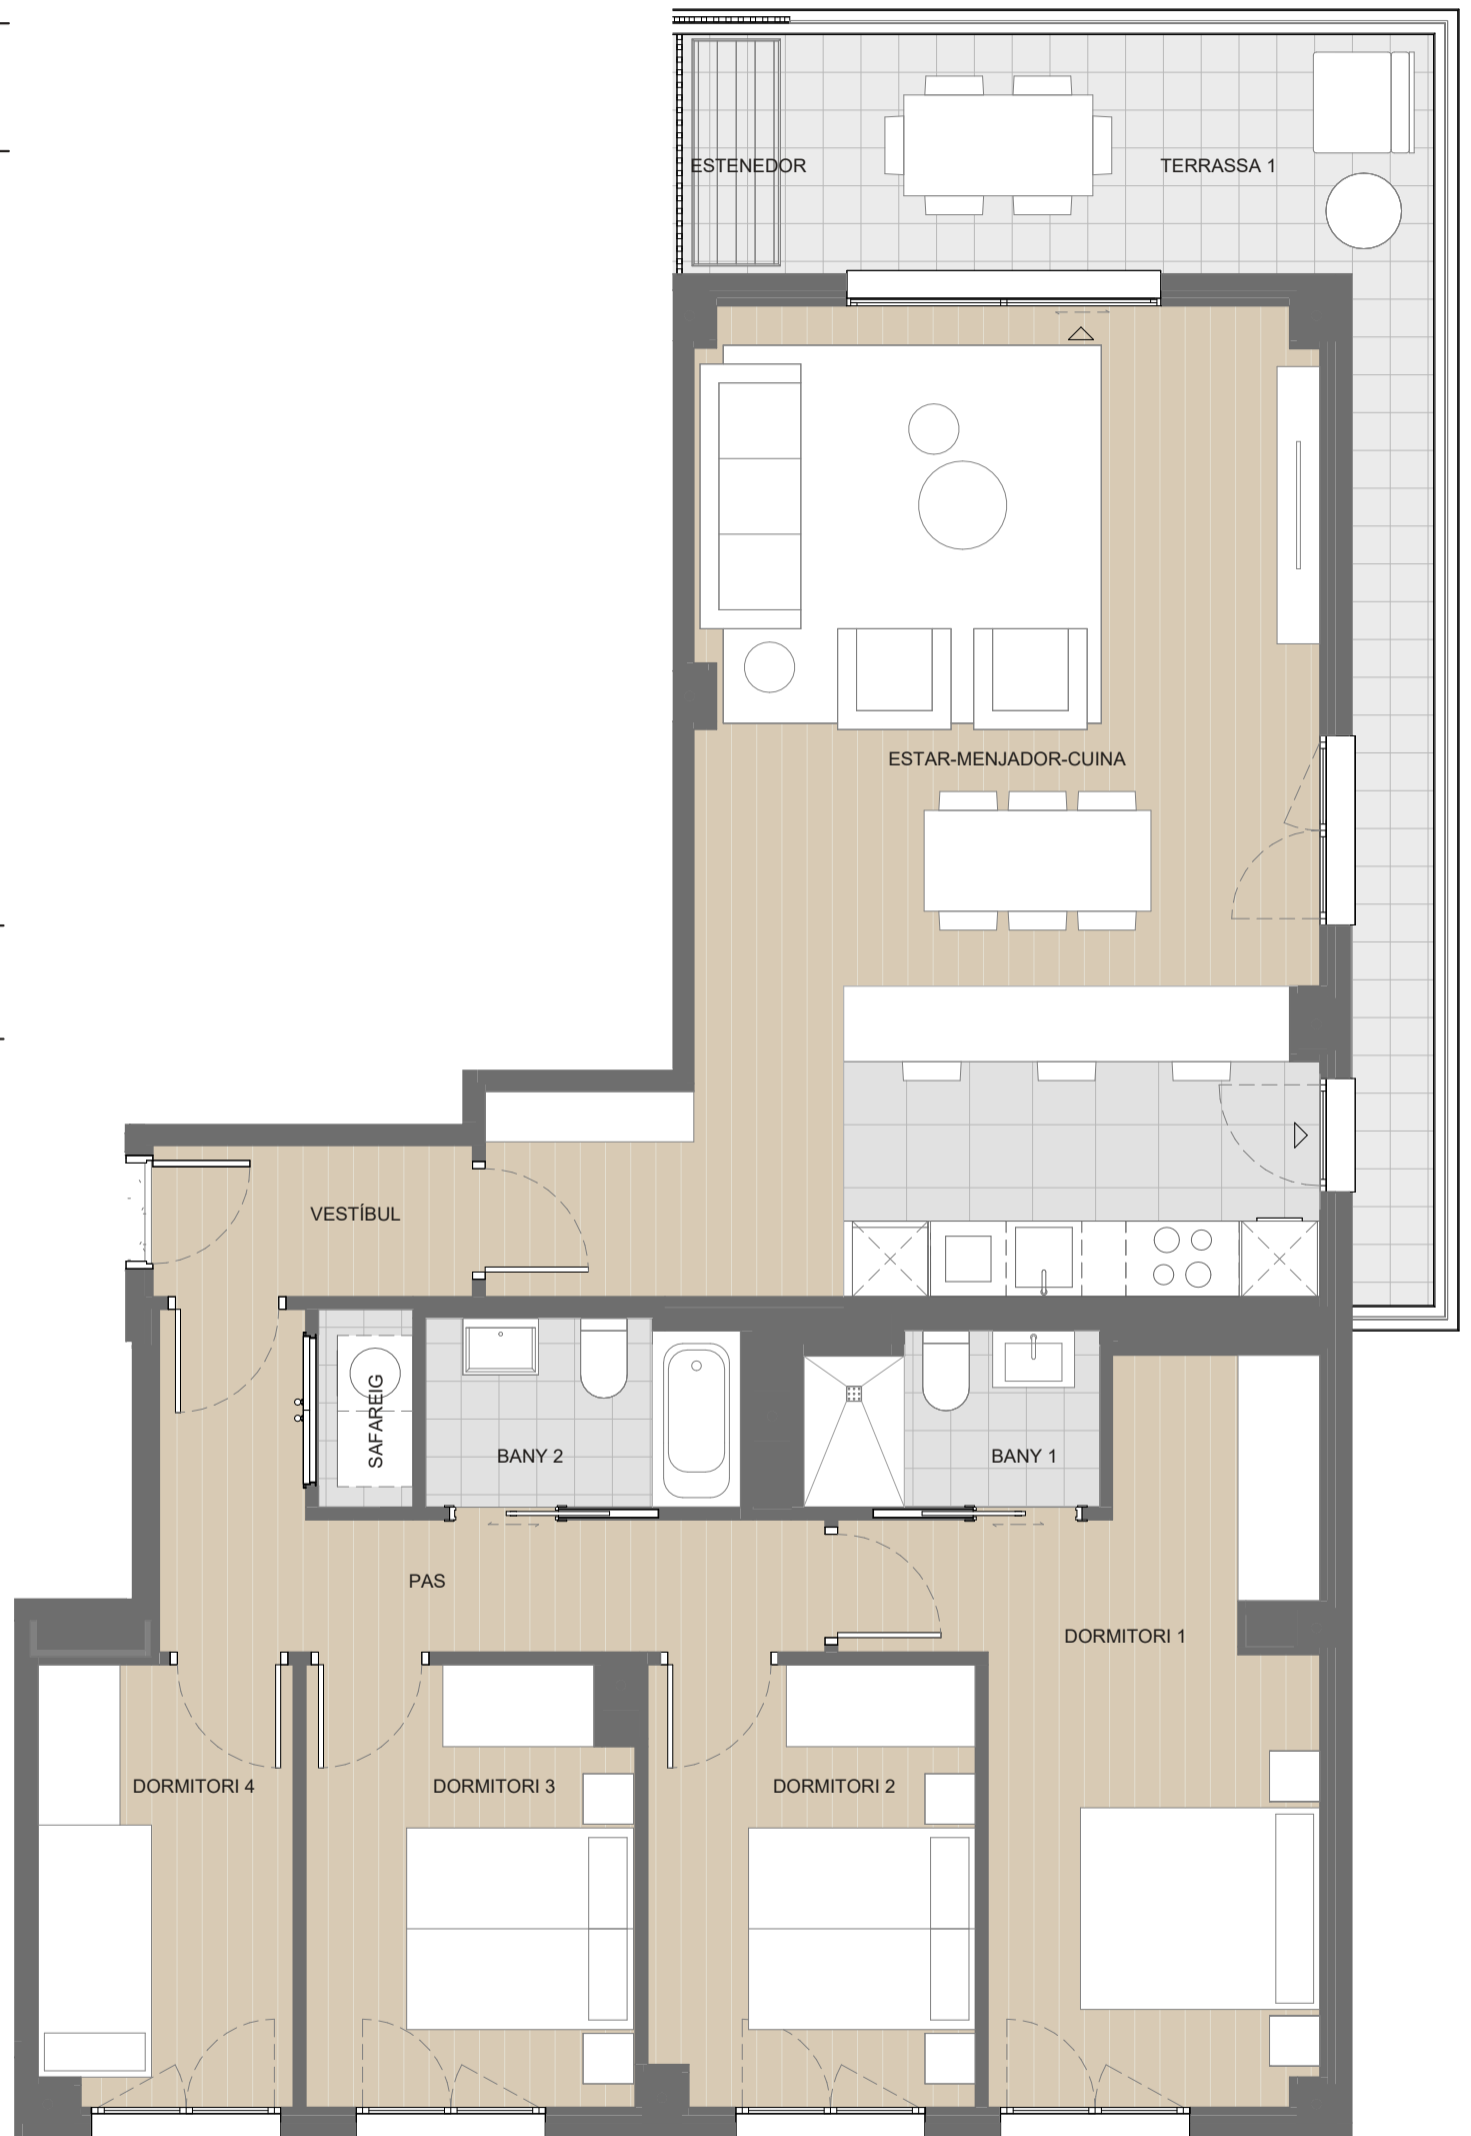 ESTENEDOR
TERRASSA 1
ESTAR-MENJADOR-CUINA
VESTÍBUL
SAFAREIG
BANY 2
BANY 1
PAS
DORMITORI 1
DORMITORI 4
DORMITORI 3
DORMITORI 2